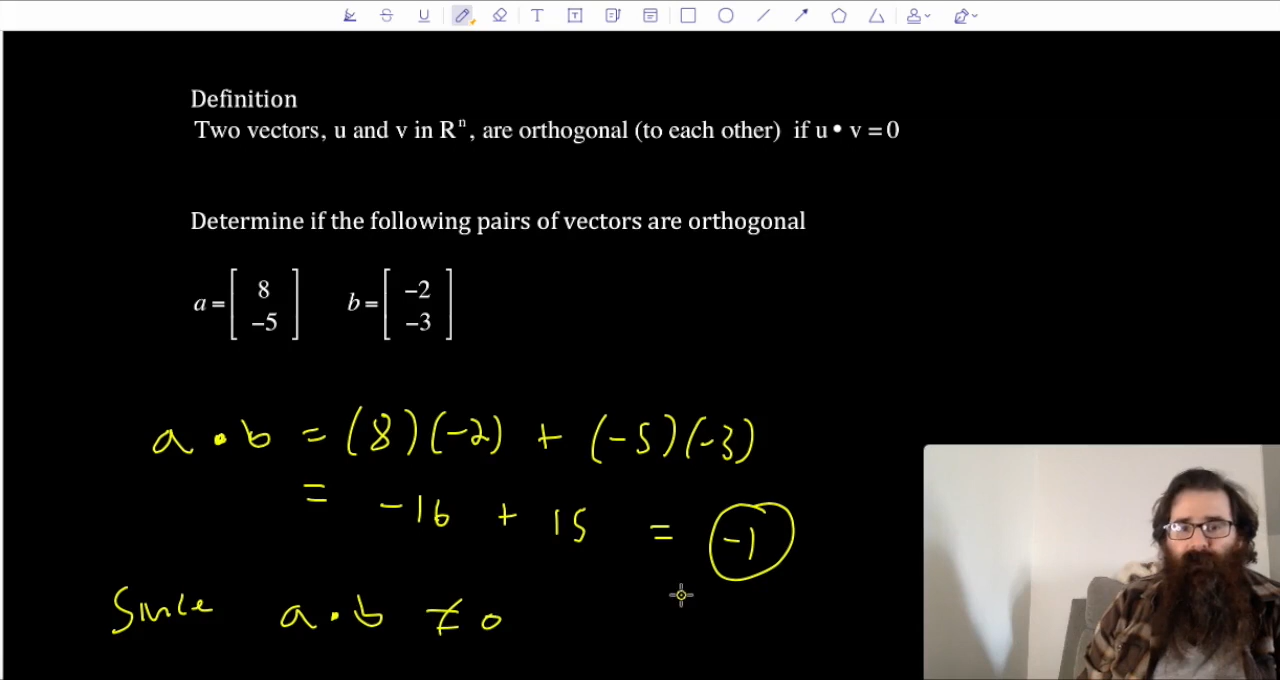 Definition
Two vectors, u and v in Rⁿ, are orthogonal (to each other) if u • v = 0
Determine if the following pairs of vectors are orthogonal
a = [ 8 -5 ] b = [ -2 -3 ]
a • b = (8)(-2) + (-5)(-3)
= -16 + 15 = -1
Since a • b ≠ 0